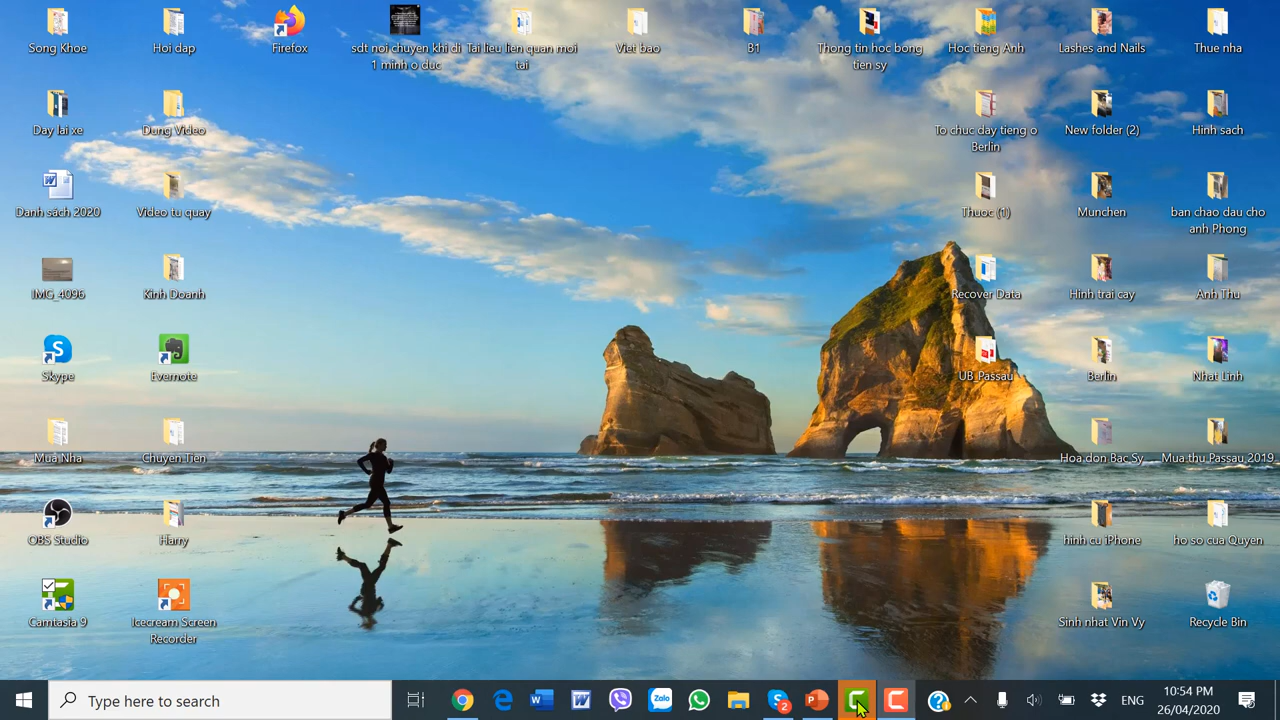 Song Khoe
Hoi dap
Firefox
sdt noi chuyen khi di
1 minh o duc
Tai lieu lien quan moi
tai
Viet bao
B1
Thong tin hoc bong
tien sy
Hoc tieng Anh
Lashes and Nails
Thue nha
Day lai xe
Dung Video
To chuc day tieng o
Berlin
New folder (2)
Hinh sach
Danh sách 2020
Video tu quay
Thuoc (1)
Munchen
ban chao dau cho
anh Phong
IMG_4096
Kinh Doanh
Recover Data
Hinh trai cay
Anh Thu
Skype
Evernote
UB_Passau
Berlin
Nhat Linh
Mua Nha
Chuyen Tien
Hoa don Bac Sy
Mua thu Passau 2019
OBS Studio
Harry
hinh cu iPhone
ho so cua Quyen
Camtasia 9
Icecream Screen
Recorder
Sinh nhat Vin Vy
Recycle Bin
Type here to search
Zalo
2
ENG
10:54 PM
26/04/2020